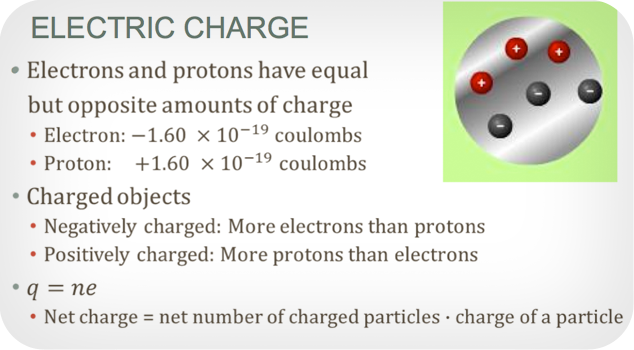 ELECTRIC CHARGE
• Electrons and protons have equal
but opposite amounts of charge
• Electron: −1.60 × 10⁻¹⁹ coulombs
• Proton: +1.60 × 10⁻¹⁹ coulombs
• Charged objects
• Negatively charged: More electrons than protons
• Positively charged: More protons than electrons
• q = ne
• Net charge = net number of charged particles · charge of a particle
+ +
+
− −
−